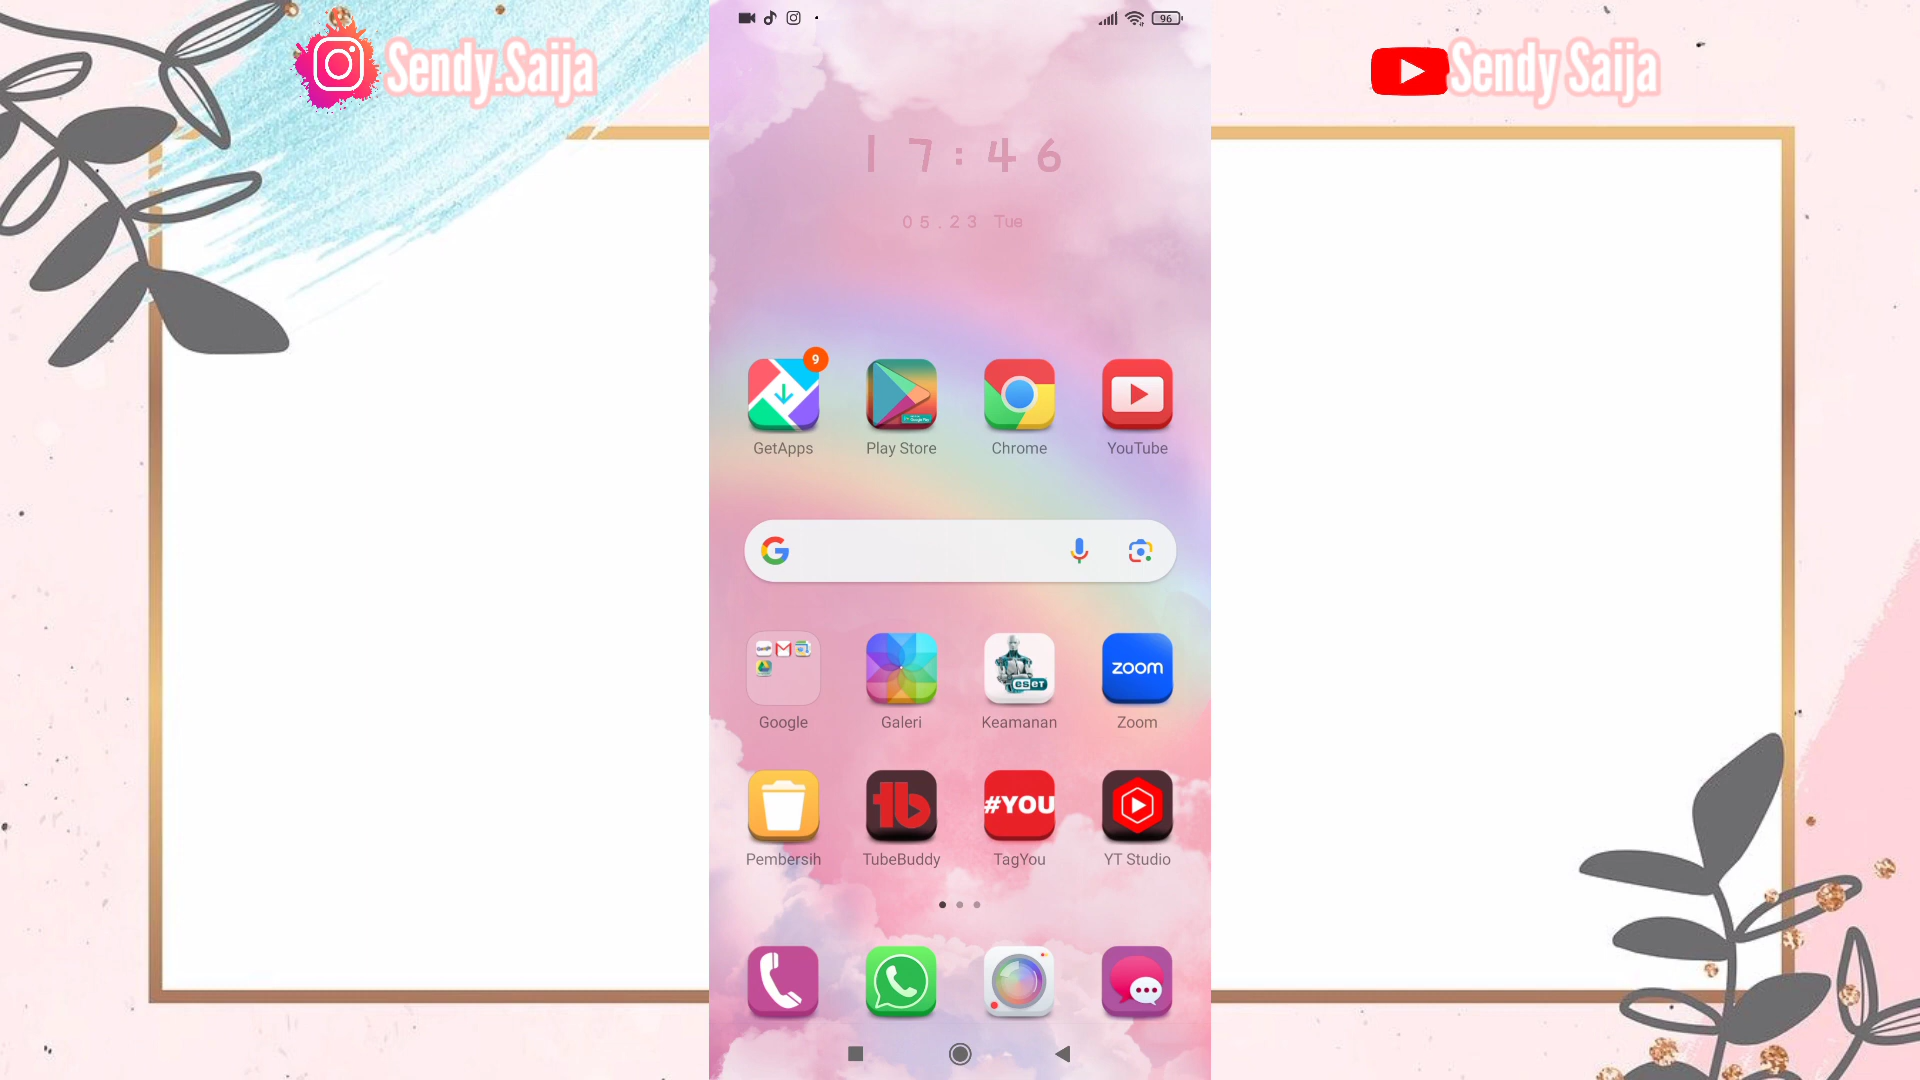 Sendy.Saija
Sendy Saija
96
17:46
05.23 Tue
9
GetApps
Play Store
Chrome
YouTube
Google
Galeri
eseT
Keamanan
zoom
Zoom
Pembersih
#YOU
TubeBuddy
TagYou
YT Studio